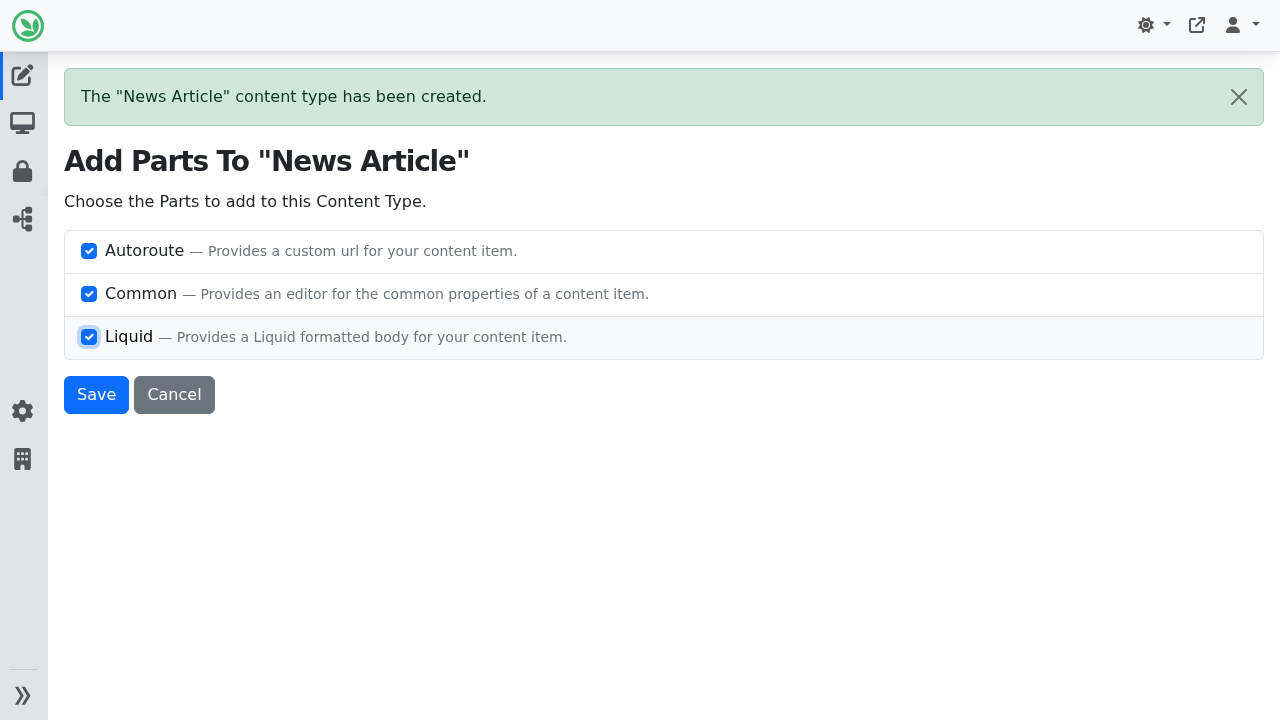 The "News Article" content type has been created.
Add Parts To "News Article"
Choose the Parts to add to this Content Type.
Autoroute — Provides a custom url for your content item.
Common — Provides an editor for the common properties of a content item.
Liquid — Provides a Liquid formatted body for your content item.
Save Cancel